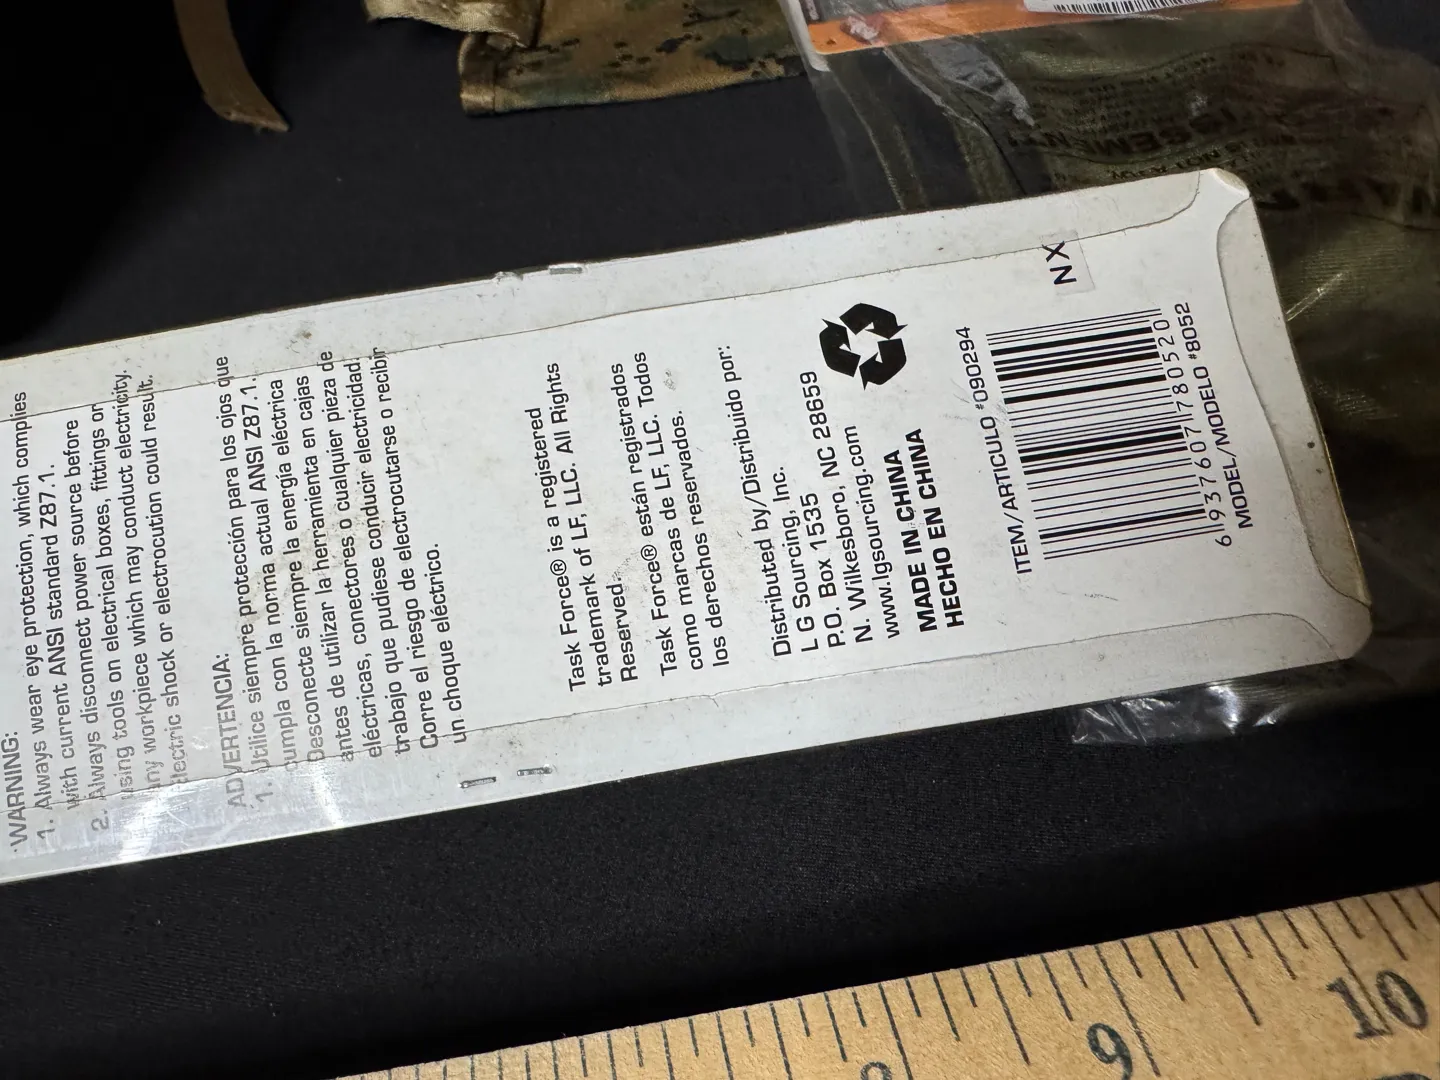 WARNING:
1. Always wear eye protection, which complies
with current ANSI standard Z87.1.
2. Always disconnect power source before
using tools on electrical boxes, fittings or
any workpiece which may conduct electricity.
Electric shock or electrocution could result.
ADVERTENCIA:
1. Utilice siempre protección para los ojos que
cumpla con la norma actual ANSI Z87.1.
Desconecte siempre la energía eléctrica
antes de utilizar la herramienta en cajas
eléctricas, conectores o cualquier pieza de
trabajo que pudiese conducir electricidad.
Corre el riesgo de electrocutarse o recibir
un choque eléctrico.
Task Force® is a registered
trademark of LF, LLC. All Rights
Reserved.
Task Force® están registrados
como marcas de LF, LLC. Todos
los derechos reservados.
Distributed by/Distribuido por:
L G Sourcing, Inc.
P.O. Box 1535
N. Wilkesboro, NC 28659
www.lgsourcing.com
MADE IN CHINA
HECHO EN CHINA
NX
ITEM/ARTICULO #090294
6 93760 78052 0
MODEL/MODELO #8052
8
9
10